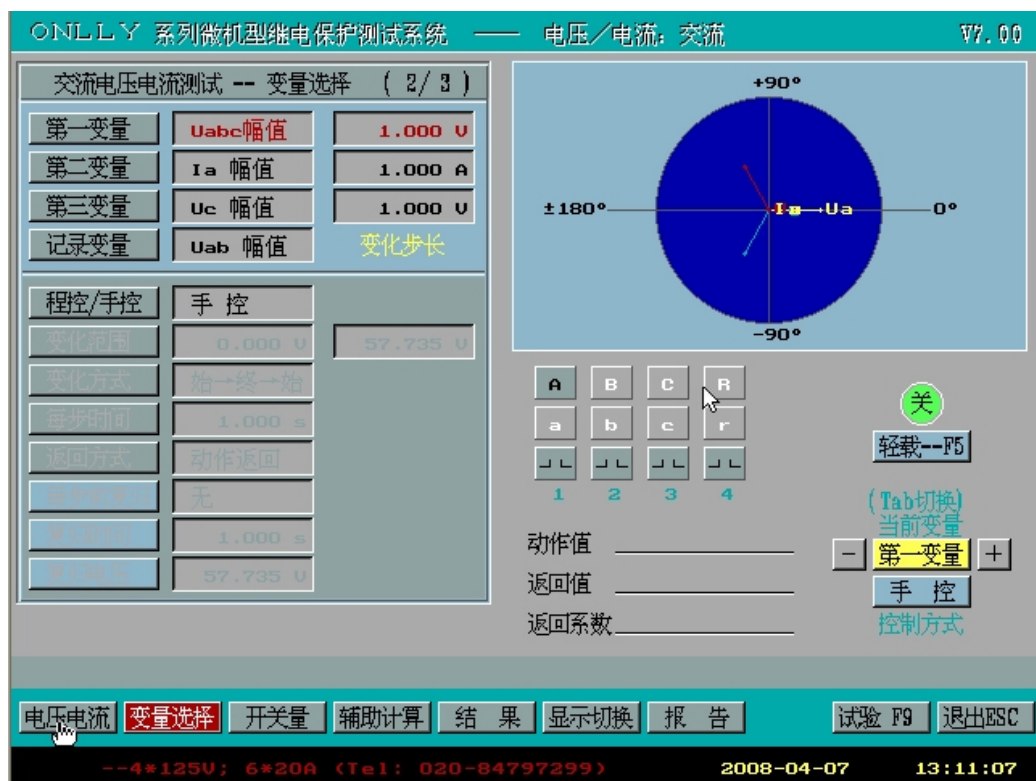 ONLLY 系列微机型继电保护测试系统 —— 电压/电流: 交流 V7.00
交流电压电流测试 -- 变量选择 ( 2/ 3 )
第一变量 Uabc幅值 1.000 V
第二变量 Ia 幅值 1.000 A
第三变量 Uc 幅值 1.000 V
记录变量 Uab 幅值 变化步长
程控/手控 手 控
变化范围 0.000 V 57.735 V
变化方式 始→终→始
每步时间 1.000 s
返回方式 动作返回
无
1.000 s
57.735 V
+90°
±180° Ua 0°
-90°
A B C R
a b c r
1 2 3 4
关
轻载--F5
(Tab切换)
当前变量
- 第一变量 +
手 控
控制方式
动作值
返回值
返回系数
电压电流 变量选择 开关量 辅助计算 结 果 显示切换 报 告 试验 F9 退出ESC
--4*125V; 6*20A (Tel: 020-84797299) 2008-04-07 13:11:07